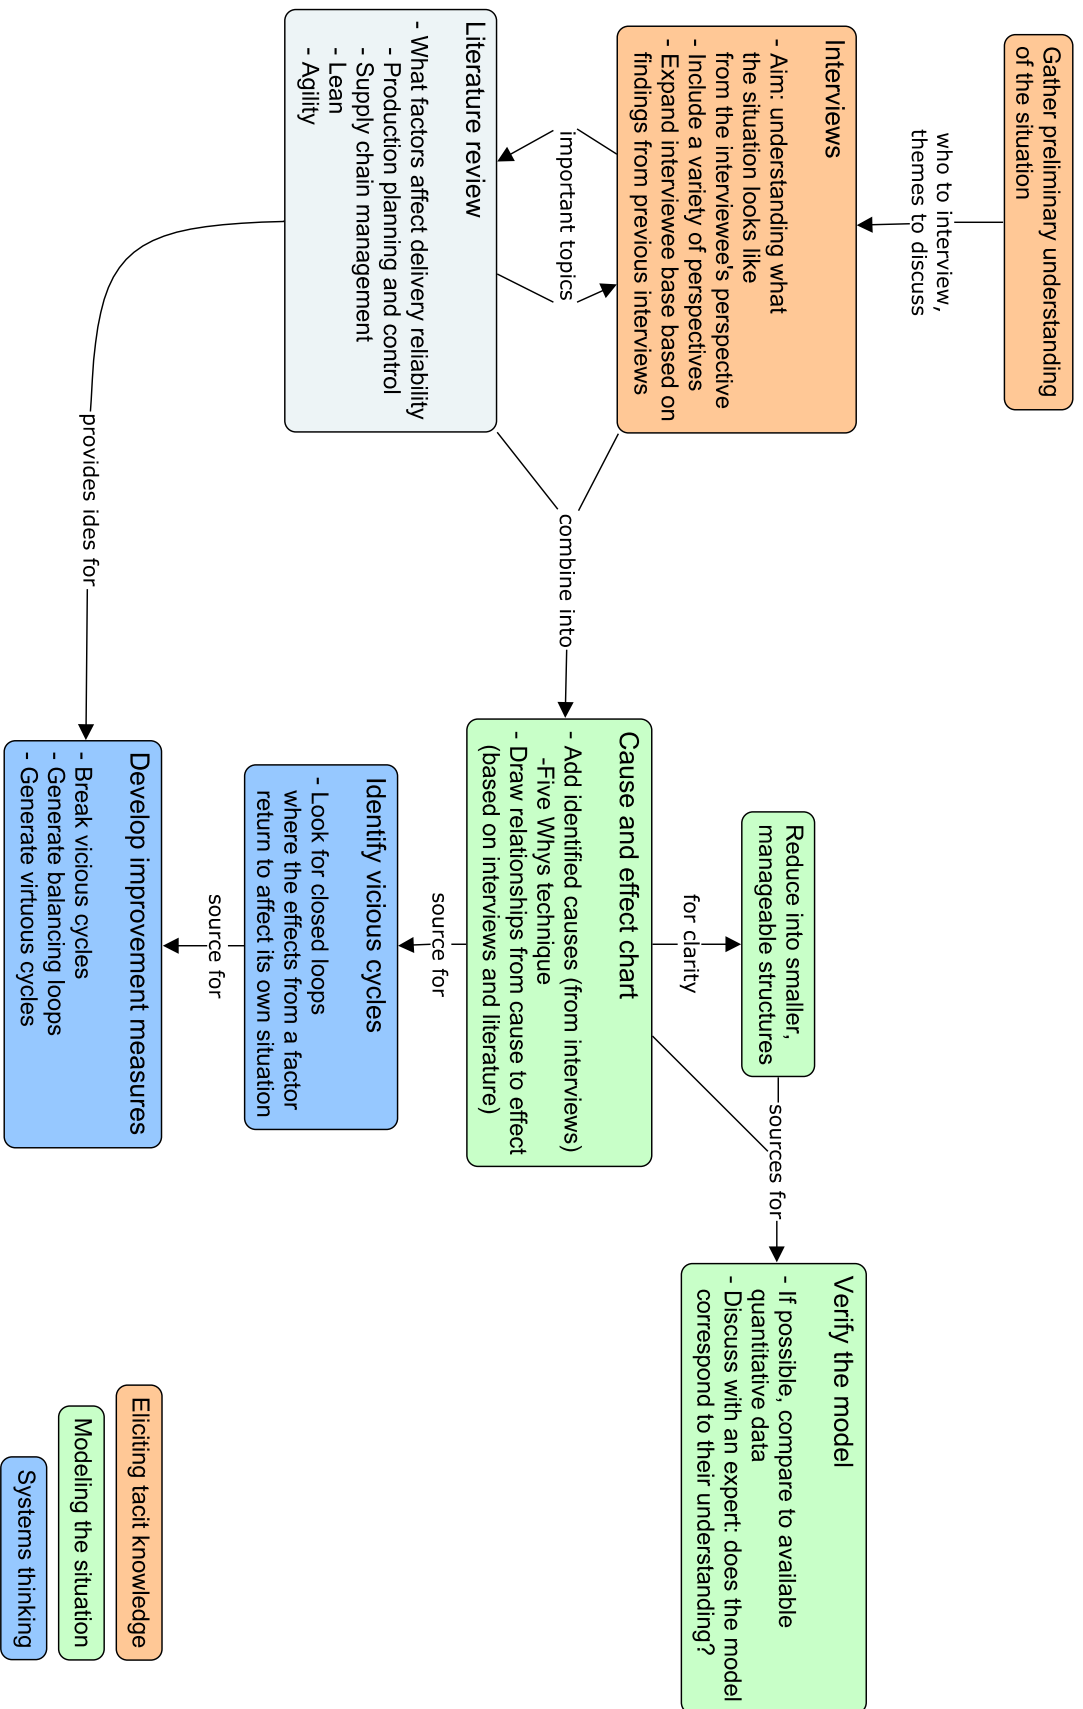 Gather preliminary understanding
of the situation
who to interview,
themes to discuss
Interviews
- Aim: understanding what
the situation looks like
from the interviewee's perspective
- Include a variety of perspectives
- Expand interviewee base based on
findings from previous interviews
important topics
Literature review
- What factors affect delivery reliability
- Production planning and control
- Supply chain management
- Lean
- Agility
combine into
provides ides for
Reduce into smaller,
manageable structures
for clarity
Cause and effect chart
- Add identified causes (from interviews)
-Five Whys technique
- Draw relationships from cause to effect
(based on interviews and literature)
source for
Identify vicious cycles
- Look for closed loops
where the effects from a factor
return to affect its own situation
source for
Develop improvement measures
- Break vicious cycles
- Generate balancing loops
- Generate virtuous cycles
sources for
Verify the model
- If possible, compare to available
quantitative data
- Discuss with an expert: does the model
correspond to their understanding?
Eliciting tacit knowledge
Modeling the situation
Systems thinking